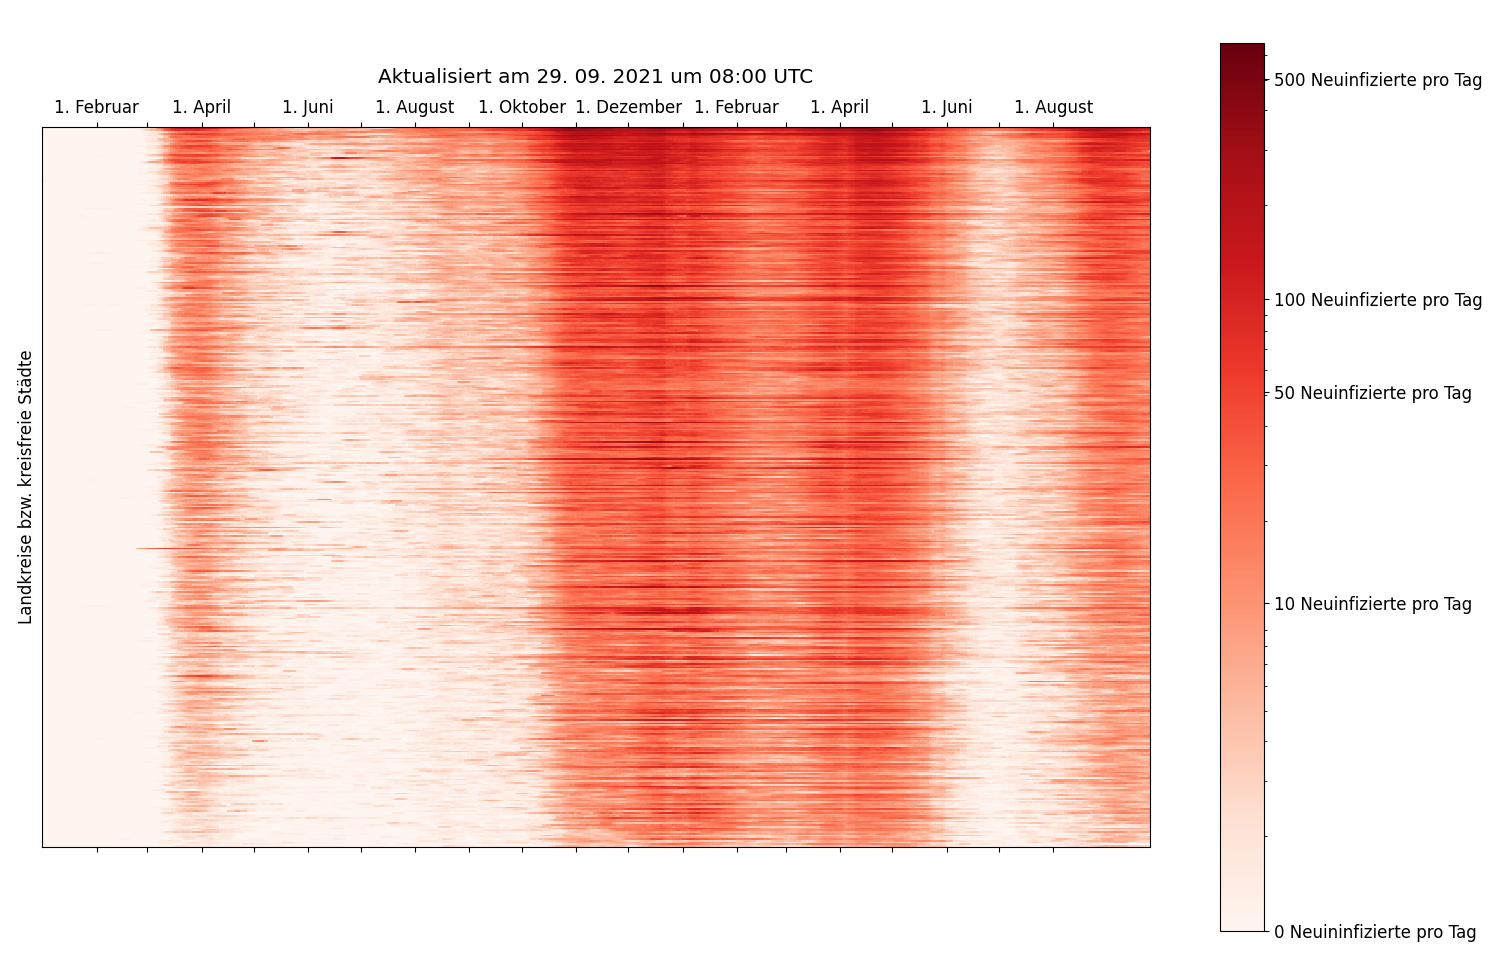 Aktualisiert am 29. 09. 2021 um 08:00 UTC
1. Februar 1. April 1. Juni 1. August 1. Oktober 1. Dezember 1. Februar 1. April 1. Juni 1. August
Landkreise bzw. kreisfreie Städte
500 Neuinfizierte pro Tag
100 Neuinfizierte pro Tag
50 Neuinfizierte pro Tag
10 Neuinfizierte pro Tag
0 Neuininfizierte pro Tag